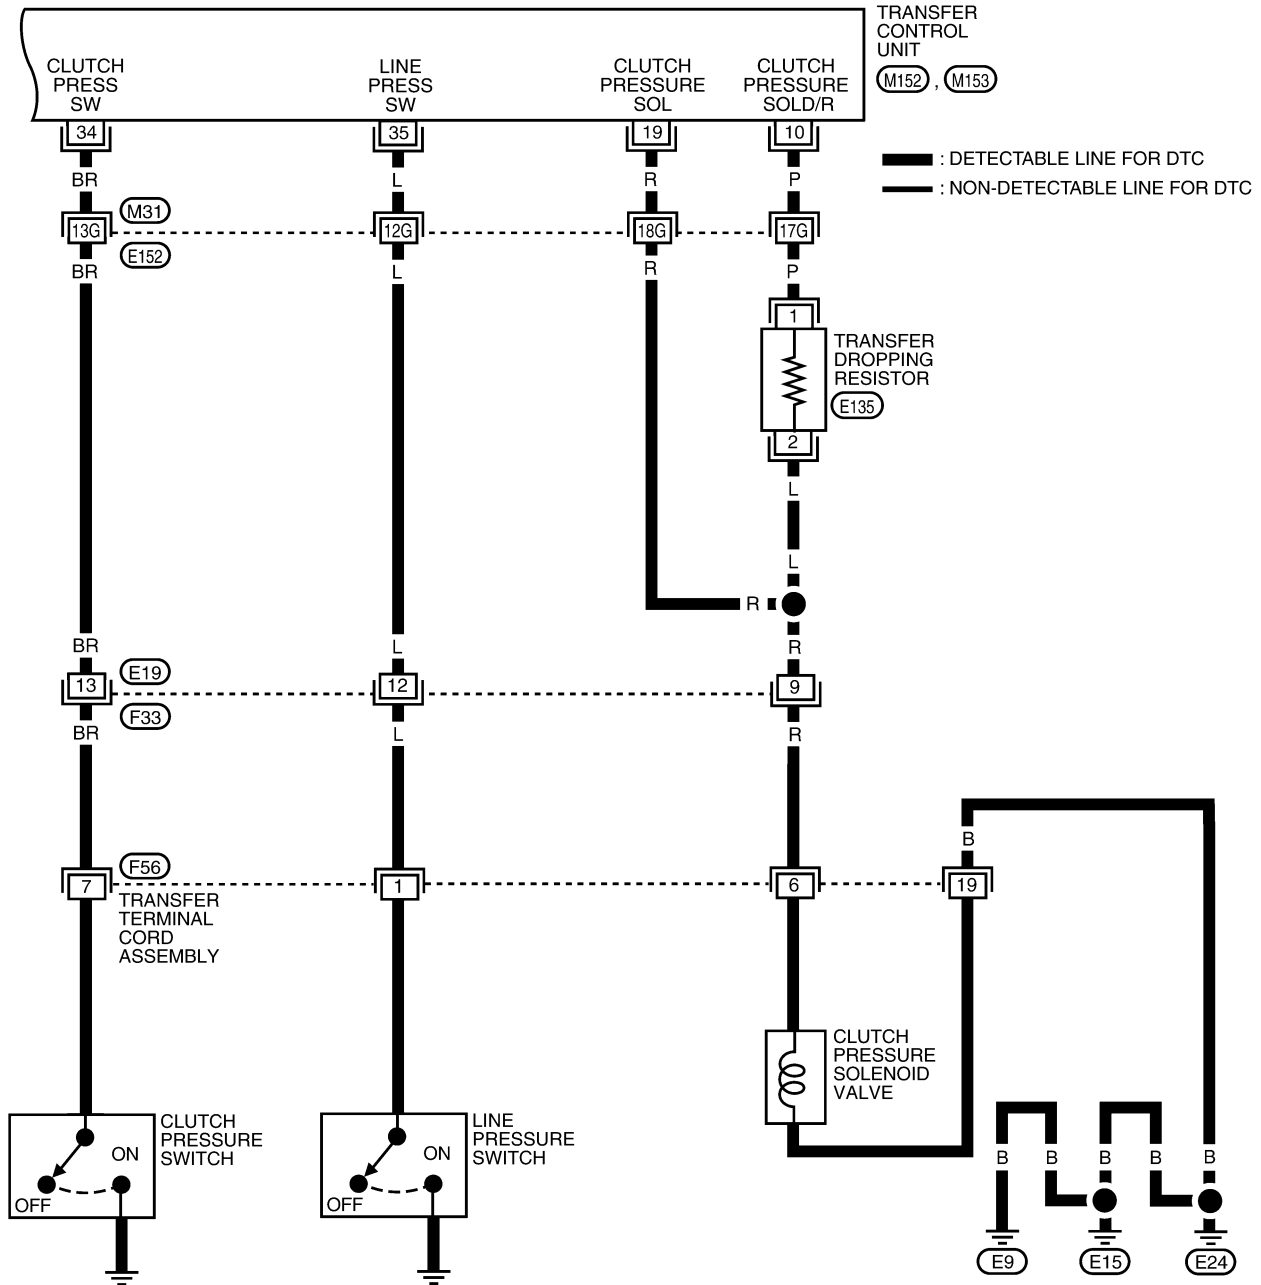 TRANSFER
CONTROL
UNIT
M152 , M153
CLUTCH
PRESS
SW
LINE
PRESS
SW
CLUTCH
PRESSURE
SOL
CLUTCH
PRESSURE
SOLD/R
34
35
19
10
: DETECTABLE LINE FOR DTC
: NON-DETECTABLE LINE FOR DTC
BR
L
R
P
M31
13G
12G
18G
17G
E152
BR
L
R
P
1
TRANSFER
DROPPING
RESISTOR
E135
2
L
L
R
BR
L
R
E19
13
12
9
F33
BR
L
R
B
F56
7
1
6
19
TRANSFER
TERMINAL
CORD
ASSEMBLY
CLUTCH
PRESSURE
SOLENOID
VALVE
CLUTCH
PRESSURE
SWITCH
ON
OFF
LINE
PRESSURE
SWITCH
ON
OFF
B
B
B
B
B
E9
E15
E24